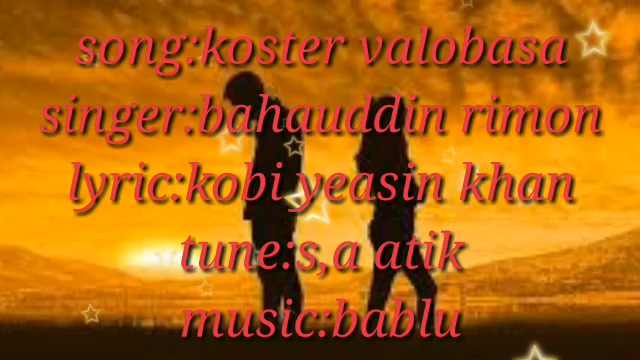 song:koster valobasa
singer:bahauddin rimon
lyric:kobi yeasin khan
tune:s,a atik
music:bablu